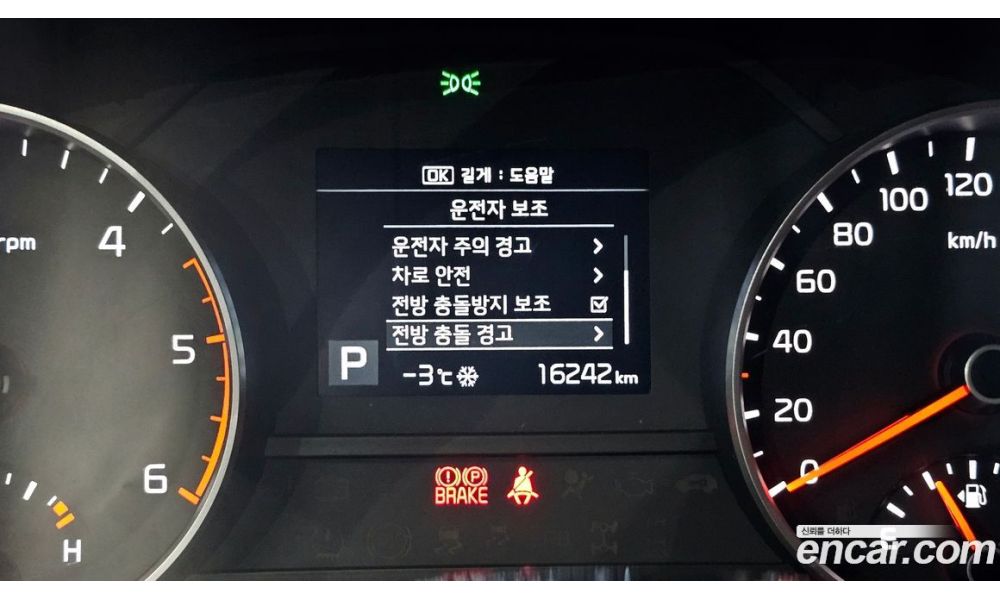 OK 길게 : 도움말
운전자 보조
운전자 주의 경고
차로 안전
전방 충돌방지 보조
전방 충돌 경고
P
-3℃
16242 km
rpm
4
5
6
H
BRAKE
P
0
20
40
60
80
100
120
km/h
E
신뢰를 더하다
encar.com